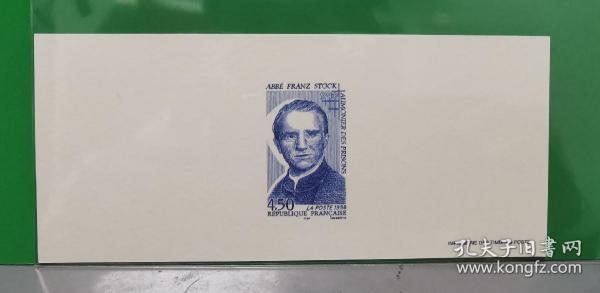 ABBÉ FRANZ STOCK
L'AUMONIER DES PRISONS
4,50
LA POSTE 1998
RÉPUBLIQUE FRANÇAISE
孔夫子旧书网
www.kongfz.com